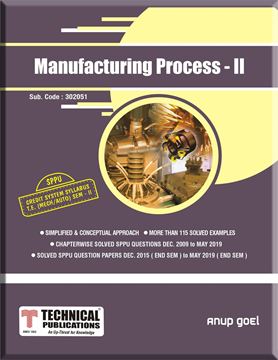 Manufacturing Process - II
Sub. Code : 302051
SPPU
CREDIT SYSTEM SYLLABUS
T.E. (MECH/AUTO) SEM - II
• SIMPLIFIED & CONCEPTUAL APPROACH • MORE THAN 115 SOLVED EXAMPLES
• CHAPTERWISE SOLVED SPPU QUESTIONS DEC. 2009 to MAY 2019
• SOLVED SPPU QUESTION PAPERS DEC. 2015 ( END SEM ) to MAY 2019 ( END SEM )
TECHNICAL
PUBLICATIONS
SINCE 1993
An Up-Thrust for Knowledge
Anup Goel